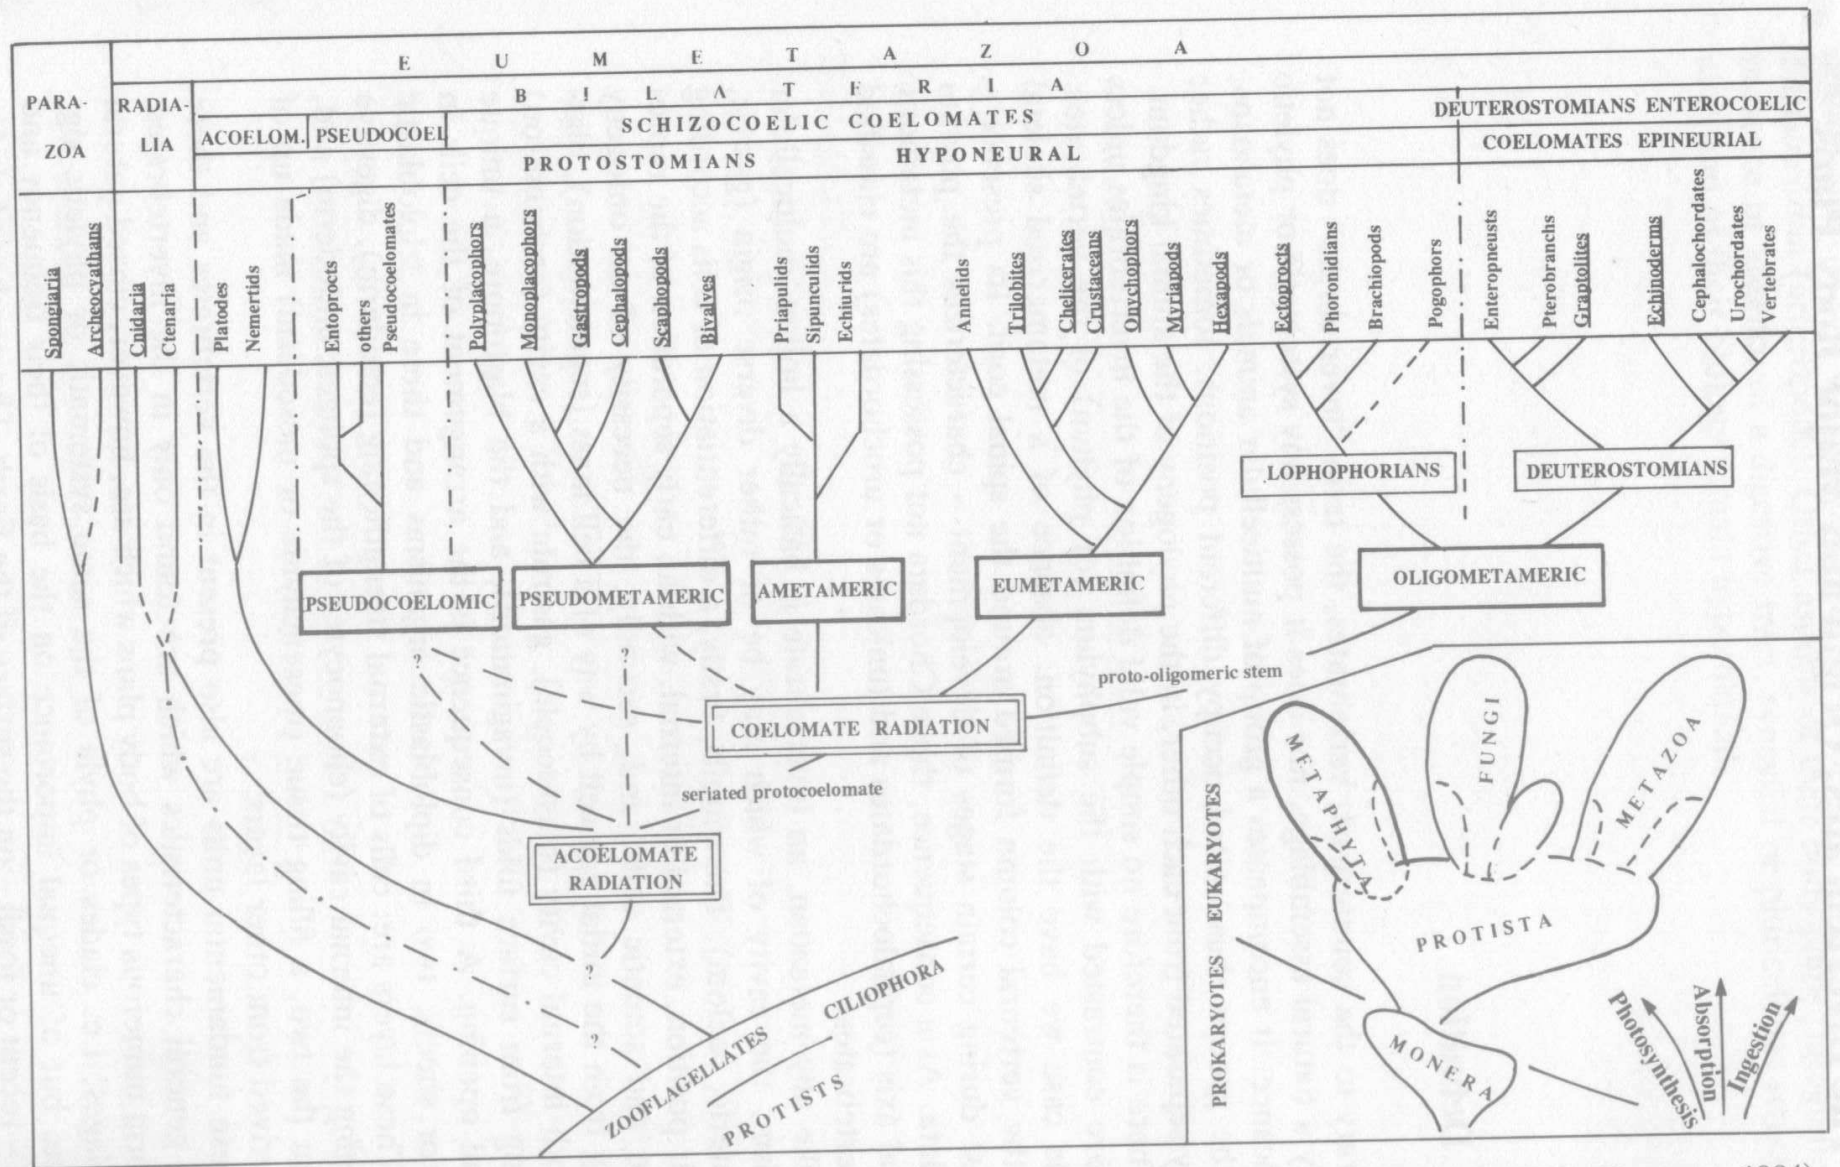 E U M E T A Z O A
PARA-
ZOA
RADIA-
LIA
B I L A T E R I A
ACOELOM.
PSEUDOCOEL
SCHIZOCOELIC COELOMATES
DEUTEROSTOMIANS ENTEROCOELIC
PROTOSTOMIANS HYPONEURAL
COELOMATES EPINEURIAL
Spongiaria
Archeocyathans
Cnidaria
Ctenaria
Platodes
Nemertids
Entoprocts
others
Pseudocoelomates
Polyplacophors
Monoplacophors
Gastropods
Cephalopods
Scaphopods
Bivalves
Priapulids
Sipunculids
Echiurids
Annelids
Trilobites
Chelicerates
Crustaceans
Onychophors
Myriapods
Hexapods
Ectoprocts
Phoronidians
Brachiopods
Pogophors
Enteropneusts
Pterobranchs
Graptolites
Echinoderms
Cephalochordates
Urochordates
Vertebrates
LOPHOPHORIANS
DEUTEROSTOMIANS
PSEUDOCOELOMIC
PSEUDOMETAMERIC
AMETAMERIC
EUMETAMERIC
OLIGOMETAMERIC
?
?
proto-oligomeric stem
COELOMATE RADIATION
seriated protocoelomate
ACOELOMATE
RADIATION
?
?
ZOOFLAGELLATES
CILIOPHORA
PROTISTS
PROKARYOTES
EUKARYOTES
METAPHYTA
FUNGI
METAZOA
PROTISTA
MONERA
Photosynthesis
Absorption
Ingestion